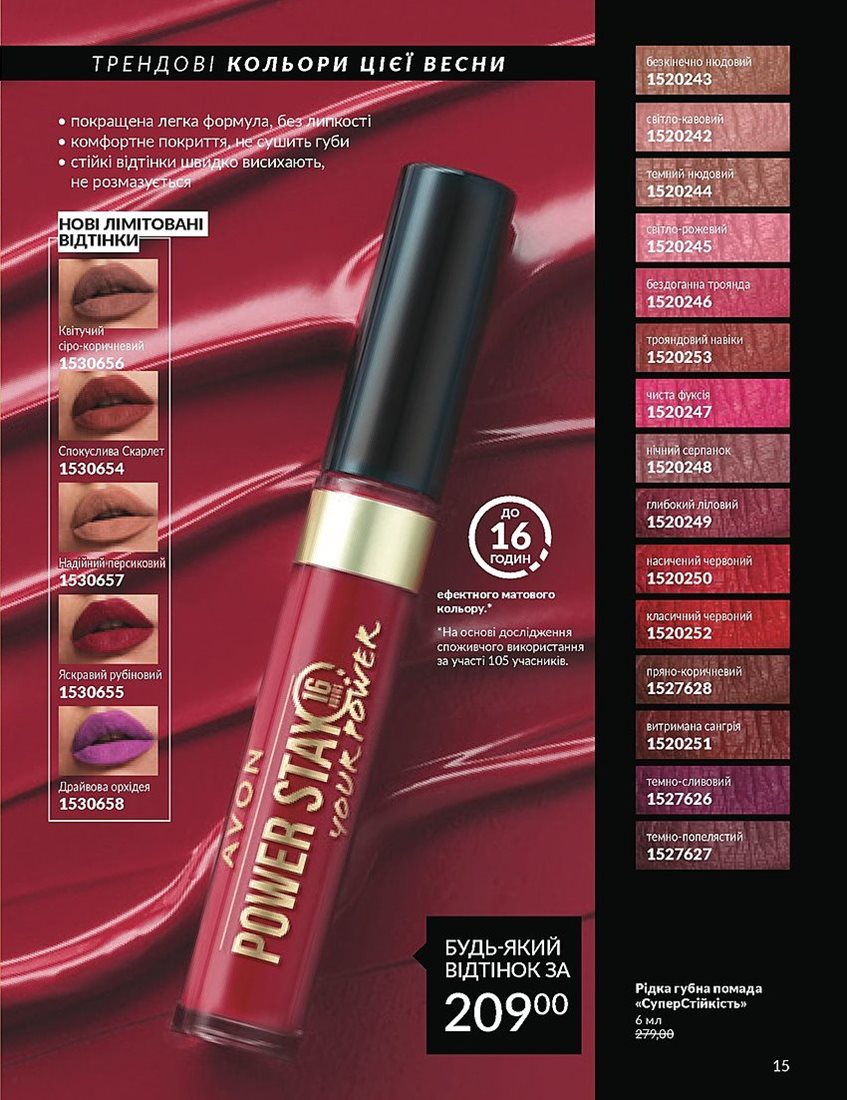 ТРЕНДОВІ КОЛЬОРИ ЦІЄЇ ВЕСНИ
• покращена легка формула, без липкості
• комфортне покриття, не сушить губи
• стійкі відтінки швидко висихають,
не розмазується
НОВІ ЛІМІТОВАНІ
ВІДТІНКИ
Квітучий
сіро-коричневий
1530656
Спокуслива Скарлет
1530654
Надійний персиковий
1530657
Яскравий рубіновий
1530655
Драйвова орхідея
1530658
AVON
POWER STAY
16
YOUR POWER
ДО
16
ГОДИН
ефектного матового
кольору.*
*На основі дослідження
споживчого використання
за участі 105 учасників.
БУДЬ-ЯКИЙ
ВІДТІНОК ЗА
20900
безкінечно нюдовий
1520243
світло-кавовий
1520242
темний нюдовий
1520244
світло-рожевий
1520245
бездоганна троянда
1520246
трояндовий навіки
1520253
чиста фуксія
1520247
нічний серпанок
1520248
глибокий ліловий
1520249
насичений червоний
1520250
класичний червоний
1520252
пряно-коричневий
1527628
витримана сангрія
1520251
темно-сливовий
1527626
темно-попелястий
1527627
Рідка губна помада
«СуперСтійкість»
6 мл
279,00
15